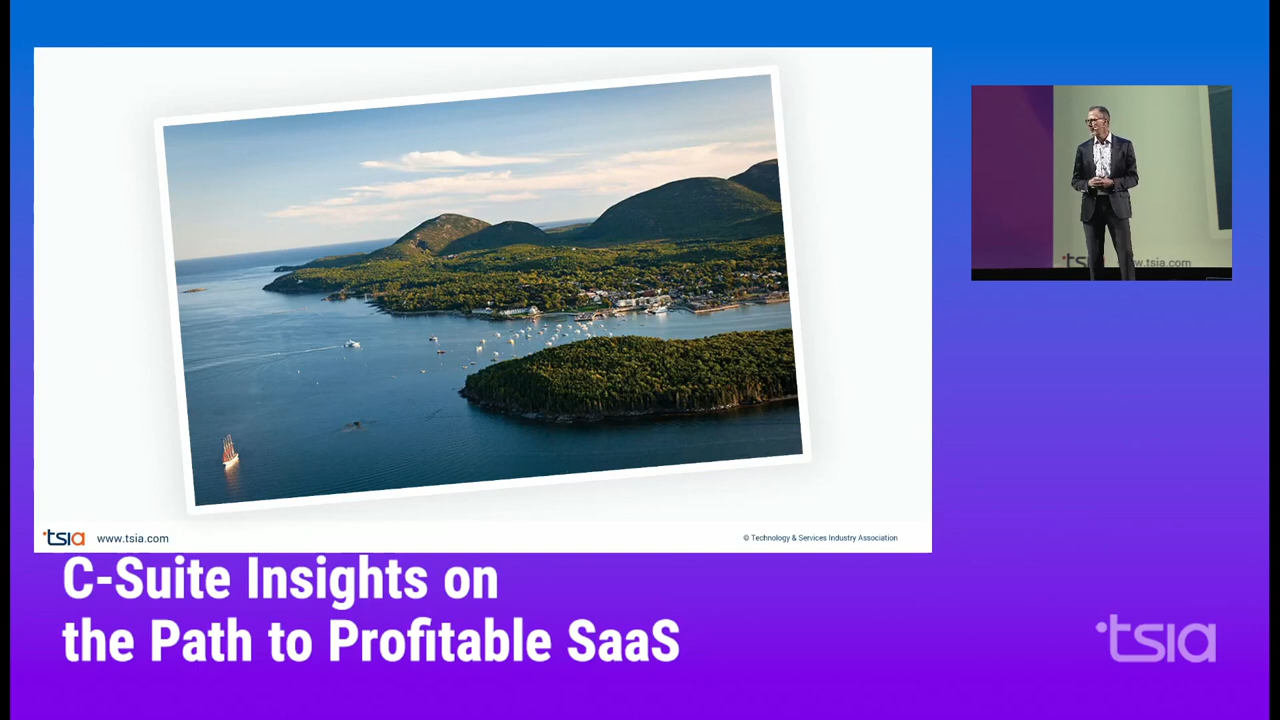 tsia www.tsia.com
© Technology & Services Industry Association
C-Suite Insights on
the Path to Profitable SaaS
tsia